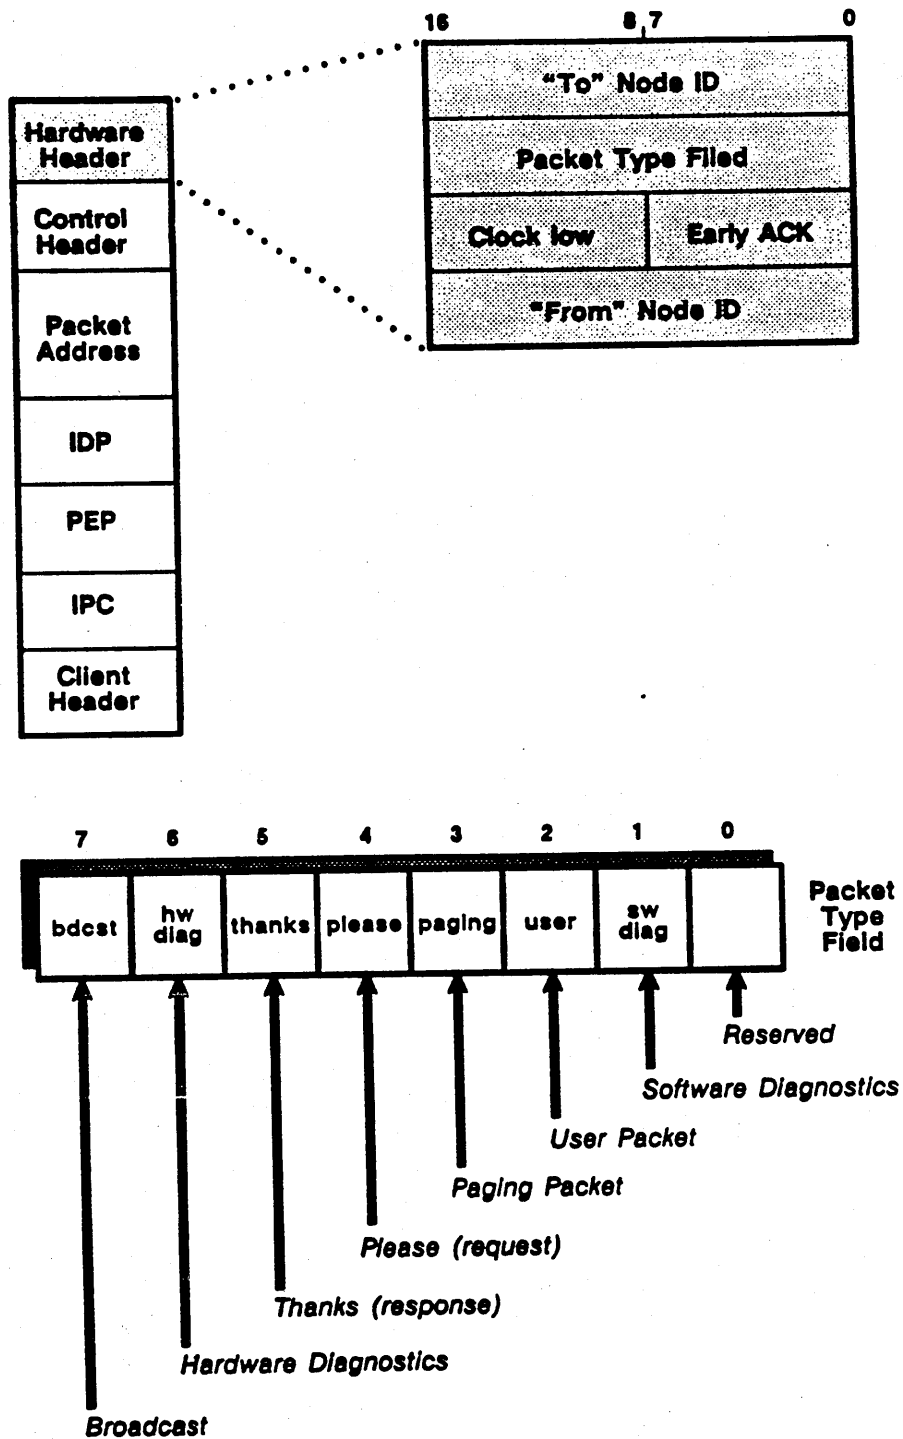 16 8 7 0
"To" Node ID
Packet Type Filed
Clock low Early ACK
"From" Node ID
Hardware
Header
Control
Header
Packet
Address
IDP
PEP
IPC
Client
Header
7 6 5 4 3 2 1 0
bdcst
hw
diag
thanks
please
paging
user
sw
diag
Packet
Type
Field
Reserved
Software Diagnostics
User Packet
Paging Packet
Please (request)
Thanks (response)
Hardware Diagnostics
Broadcast